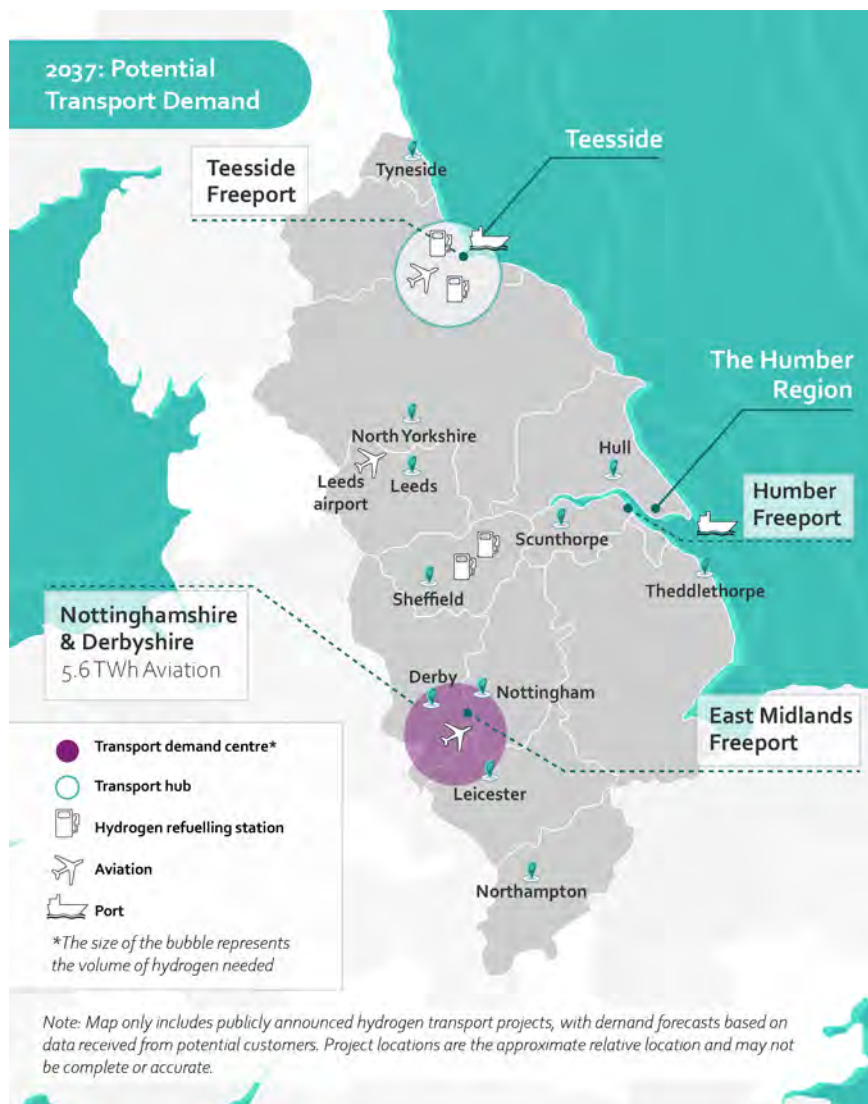 2037: Potential
Transport Demand
Teesside
Tyneside
Teesside
Freeport
The Humber
Region
North Yorkshire
Hull
Leeds
airport
Leeds
Humber
Freeport
Scunthorpe
Sheffield
Theddlethorpe
Nottinghamshire
& Derbyshire
5.6 TWh Aviation
Derby
Nottingham
East Midlands
Freeport
Leicester
Northampton
Transport demand centre*
Transport hub
Hydrogen refuelling station
Aviation
Port
*The size of the bubble represents
the volume of hydrogen needed
Note: Map only includes publicly announced hydrogen transport projects, with demand forecasts based on
data received from potential customers. Project locations are the approximate relative location and may not
be complete or accurate.